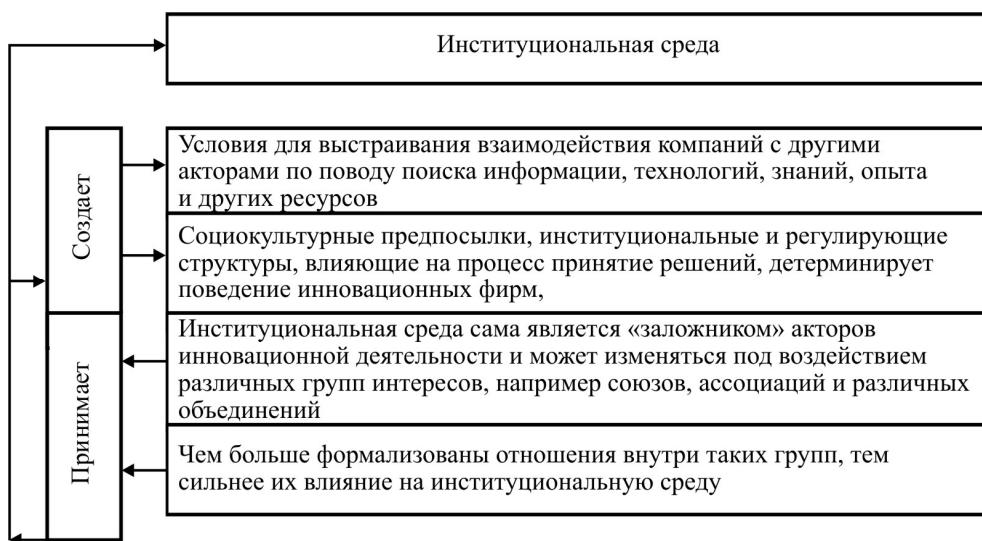 Институциональная среда
Создает
Условия для выстраивания взаимодействия компаний с другими
акторами по поводу поиска информации, технологий, знаний, опыта
и других ресурсов
Социокультурные предпосылки, институциональные и регулирующие
структуры, влияющие на процесс принятие решений, детерминирует
поведение инновационных фирм,
Принимает
Институциональная среда сама является «заложником» акторов
инновационной деятельности и может изменяться под воздействием
различных групп интересов, например союзов, ассоциаций и различных
объединений
Чем больше формализованы отношения внутри таких групп, тем
сильнее их влияние на институциональную среду